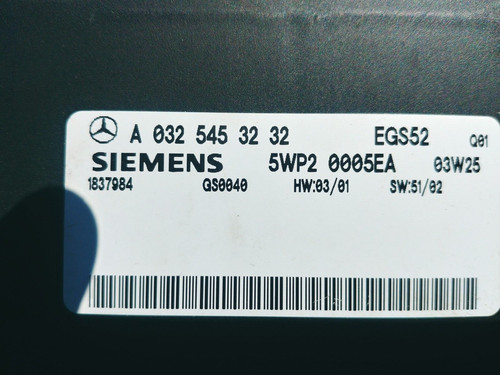 A 032 545 32 32 EGS52 Q01
SIEMENS 5WP2 0005EA 03W25
1837984 GS0040 HW:03/01 SW:51/02